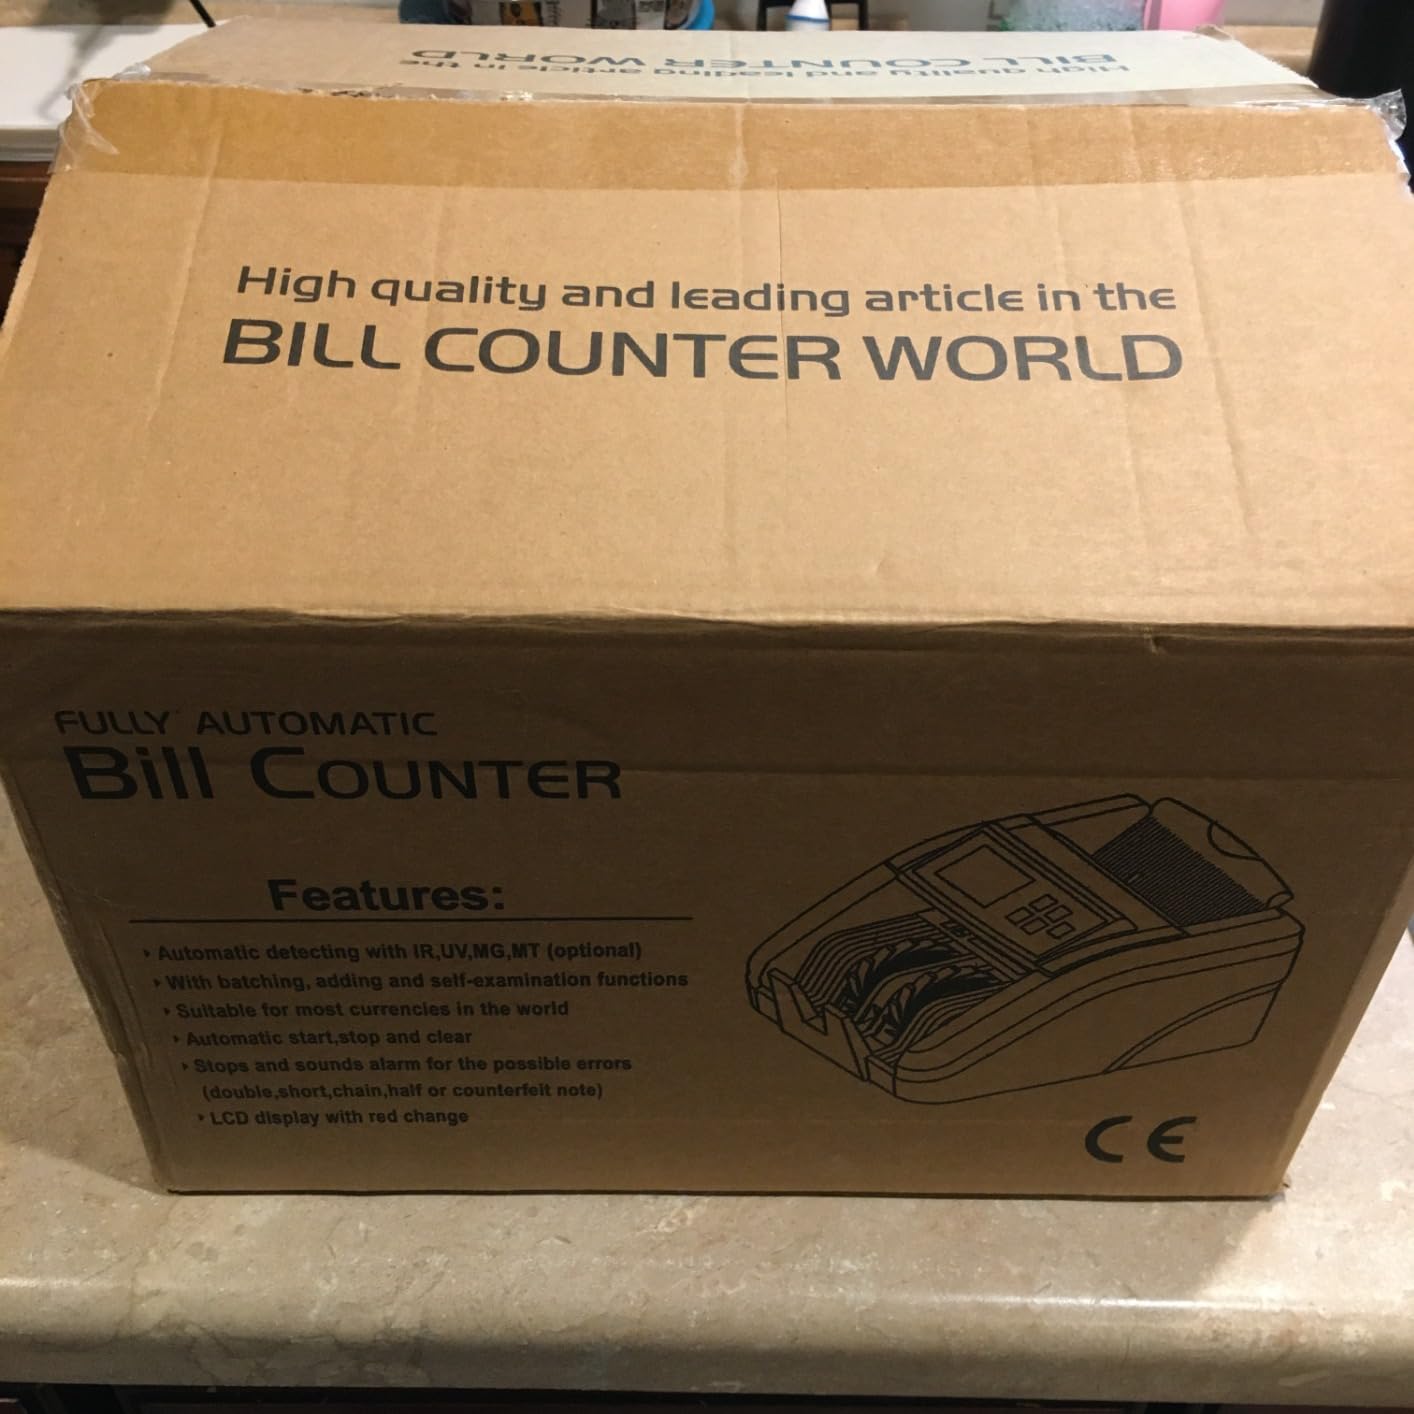 High quality and leading article in the
BILL COUNTER WORLD
High quality and leading article in the
BILL COUNTER WORLD
FULLY AUTOMATIC
Bill COUNTER
Features:
Automatic detecting with IR,UV,MG,MT (optional)
With batching, adding and self-examination functions
Suitable for most currencies in the world
Automatic start,stop and clear
Stops and sounds alarm for the possible errors
(double,short,chain,half or counterfeit note)
LCD display with red change
CE